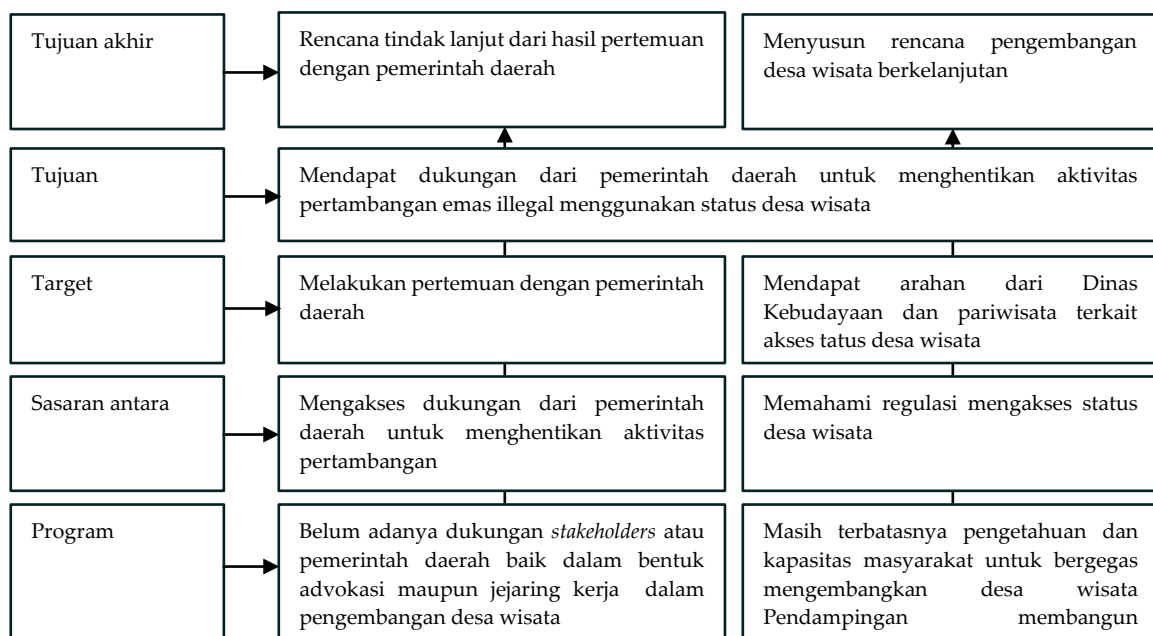 Tujuan akhir
Rencana tindak lanjut dari hasil pertemuan
dengan pemerintah daerah
Menyusun rencana pengembangan
desa wisata berkelanjutan
Tujuan
Mendapat dukungan dari pemerintah daerah untuk menghentikan aktivitas
pertambangan emas illegal menggunakan status desa wisata
Target
Melakukan pertemuan dengan pemerintah
daerah
Mendapat arahan dari Dinas
Kebudayaan dan pariwisata terkait
akses tatus desa wisata
Sasaran antara
Mengakses dukungan dari pemerintah
daerah untuk menghentikan aktivitas
pertambangan
Memahami regulasi mengakses status
desa wisata
Program
Belum adanya dukungan stakeholders atau
pemerintah daerah baik dalam bentuk
advokasi maupun jejaring kerja dalam
pengembangan desa wisata
Masih terbatasnya pengetahuan dan
kapasitas masyarakat untuk bergegas
mengembangkan desa wisata
Pendampingan membangun